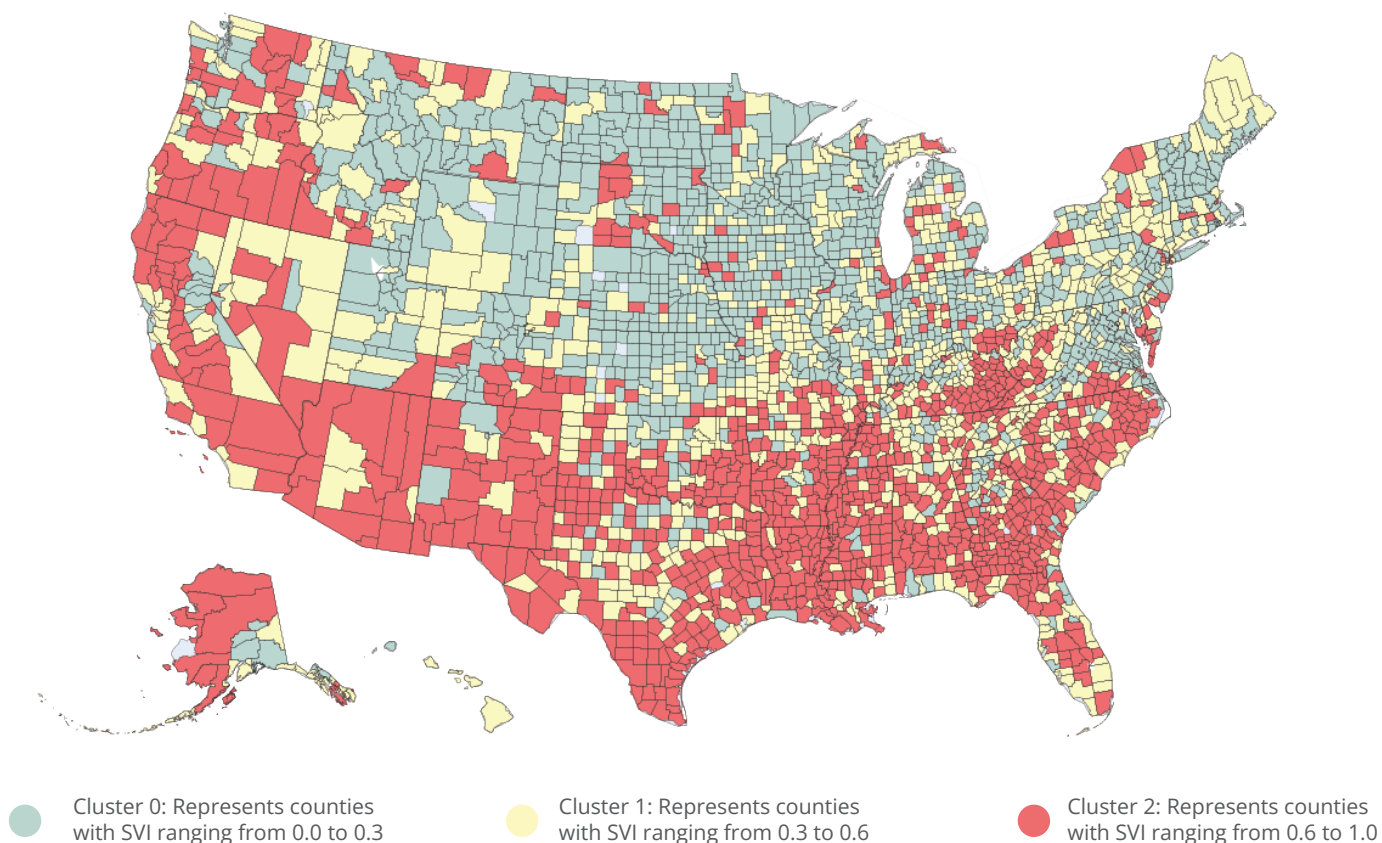 Cluster 0: Represents counties
with SVI ranging from 0.0 to 0.3
Cluster 1: Represents counties
with SVI ranging from 0.3 to 0.6
Cluster 2: Represents counties
with SVI ranging from 0.6 to 1.0